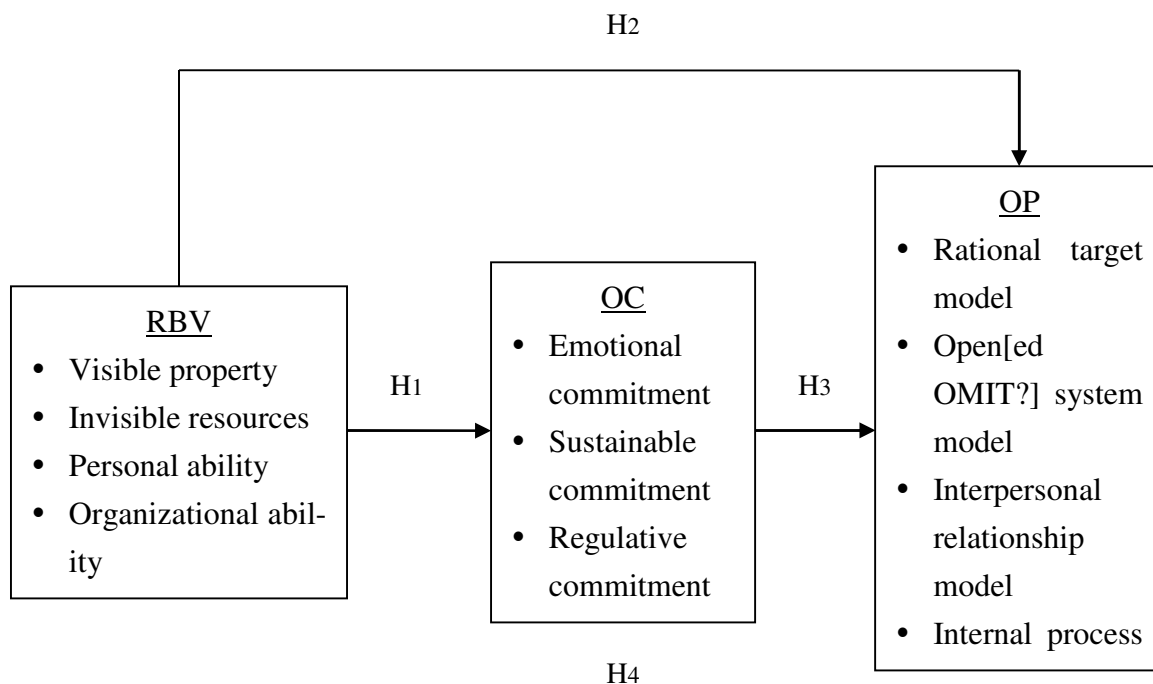 H2
RBV
• Visible property
• Invisible resources
• Personal ability
• Organizational abil-
ity
H1
OC
• Emotional
commitment
• Sustainable
commitment
• Regulative
commitment
H3
OP
• Rational target
model
• Open[ed
OMIT?] system
model
• Interpersonal
relationship
model
• Internal process
H4